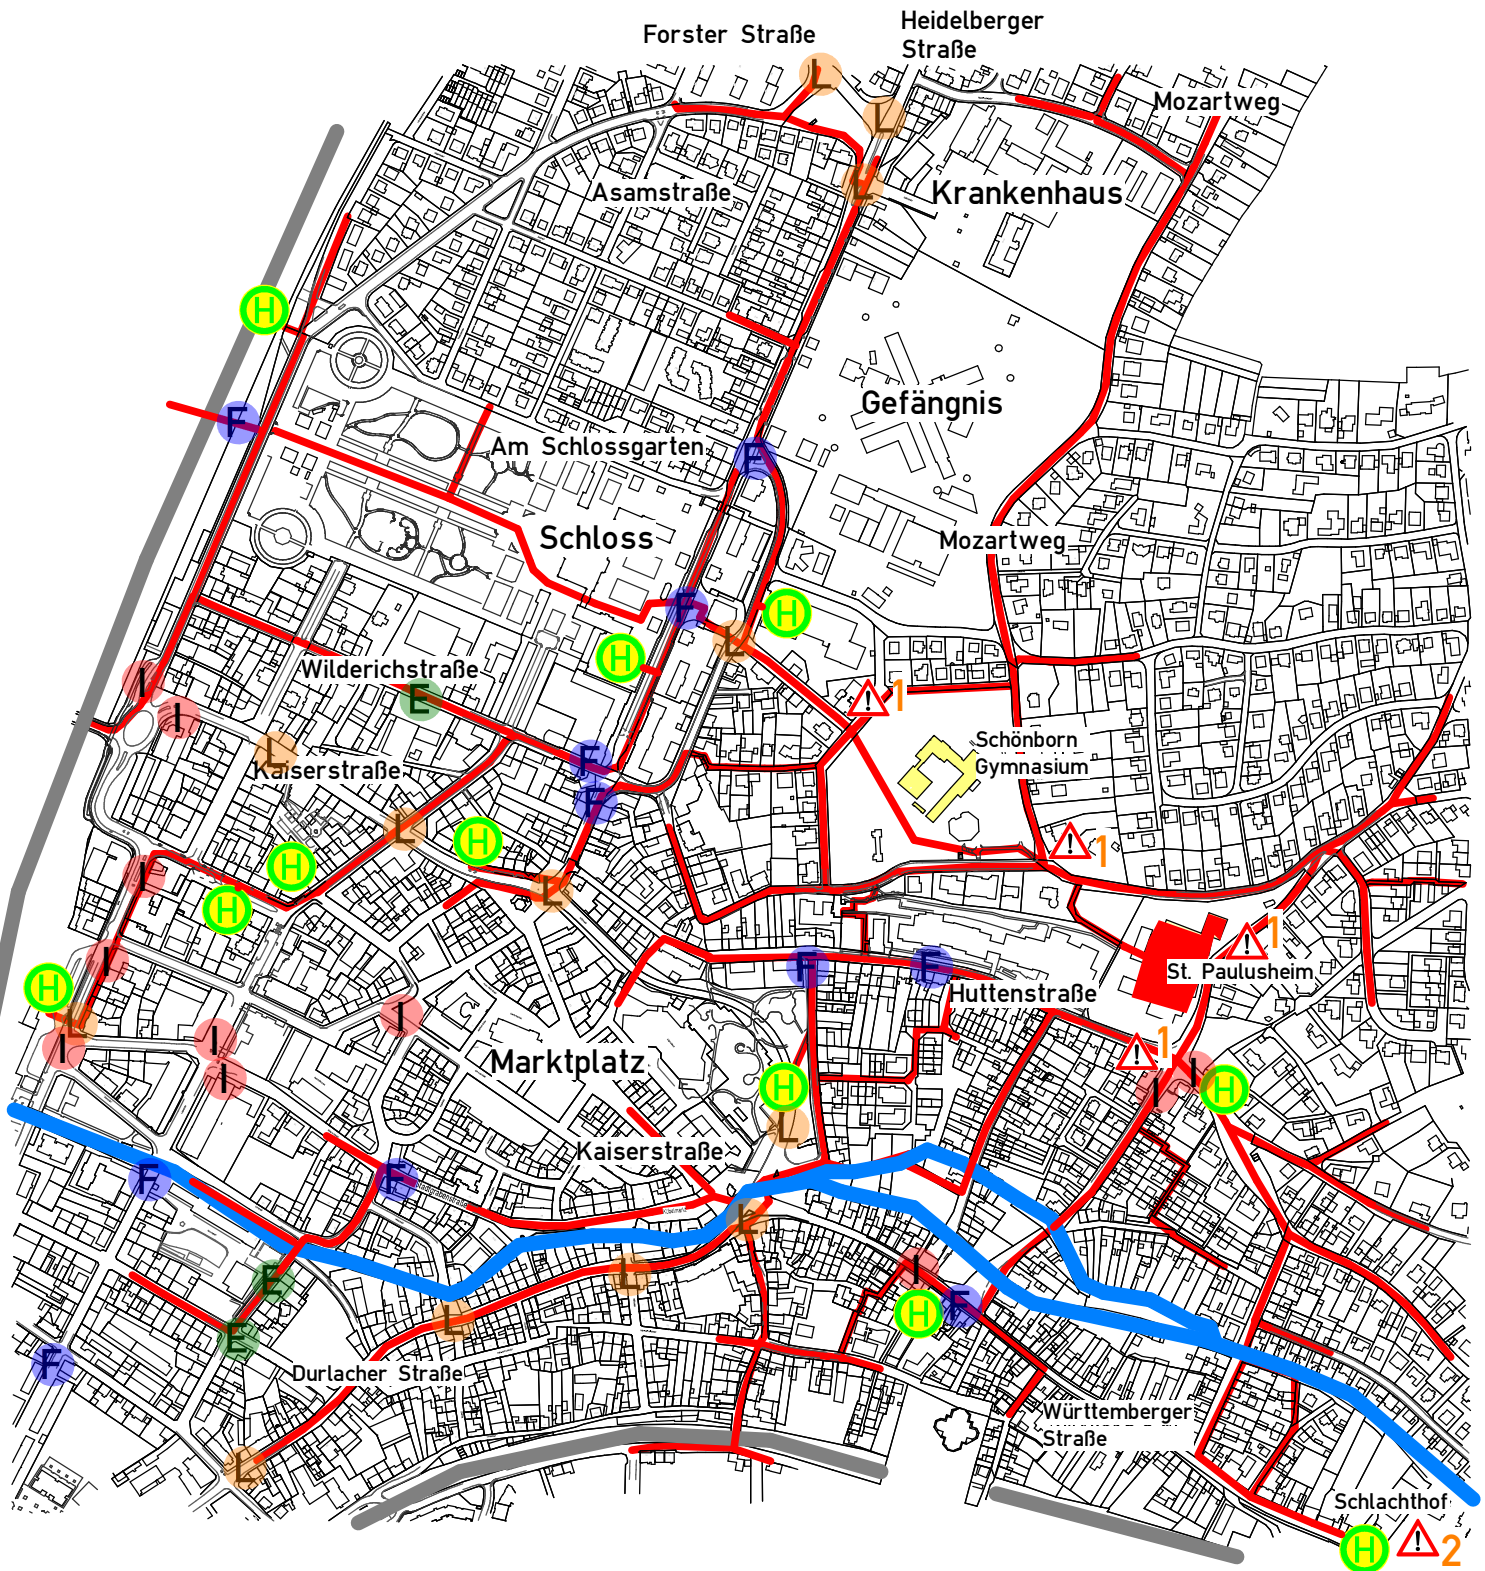 Heidelberger
Forster Straße
Straße
L
Mozartweg
L
L
Asamstraße
Krankenhaus
H
Gefängnis
F
Am Schlossgarten
F
Schloss
Mozartweg
F
H
L
H
Wilderichstraße
I
E
1
I
Schönborn
L
F
Gymnasium
Kaiserstraße
F
L
H
1
H
I
L
H
1
I
F
F
St. Paulusheim
H
Huttenstraße
L
I
I
I
1
Marktplatz
I
I
H
H
I
L
Kaiserstraße
F
F
L
I
E
L
F
H
L
E
F
Durlacher Straße
Württemberger
Straße
L
Schlachthof
H
2